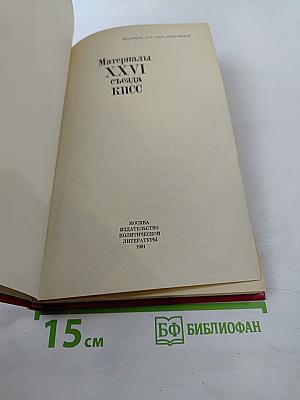 Материалы
XXVI
съезда
КПСС
МОСКВА
ИЗДАТЕЛЬСТВО
ПОЛИТИЧЕСКОЙ
ЛИТЕРАТУРЫ
1981
15 см
БФ БИБЛИОФАН